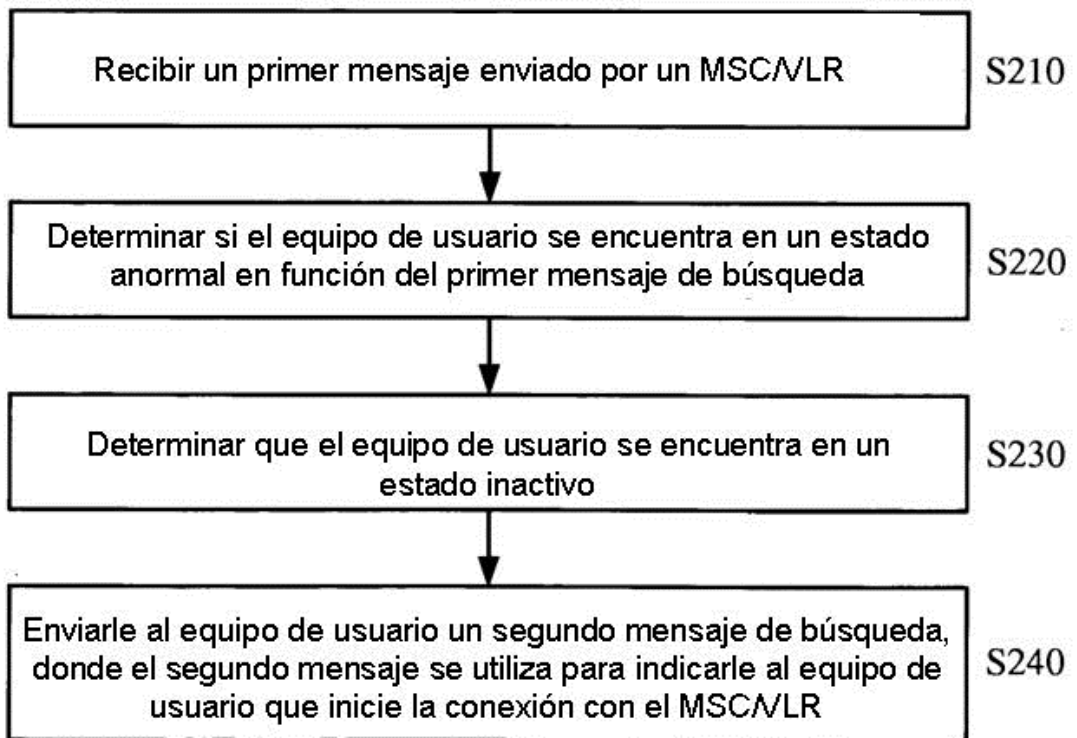 Recibir un primer mensaje enviado por un MSC/VLR
S210
Determinar si el equipo de usuario se encuentra en un estado
anormal en función del primer mensaje de búsqueda
S220
Determinar que el equipo de usuario se encuentra en un
estado inactivo
S230
Enviarle al equipo de usuario un segundo mensaje de búsqueda,
donde el segundo mensaje se utiliza para indicarle al equipo de
usuario que inicie la conexión con el MSC/VLR
S240